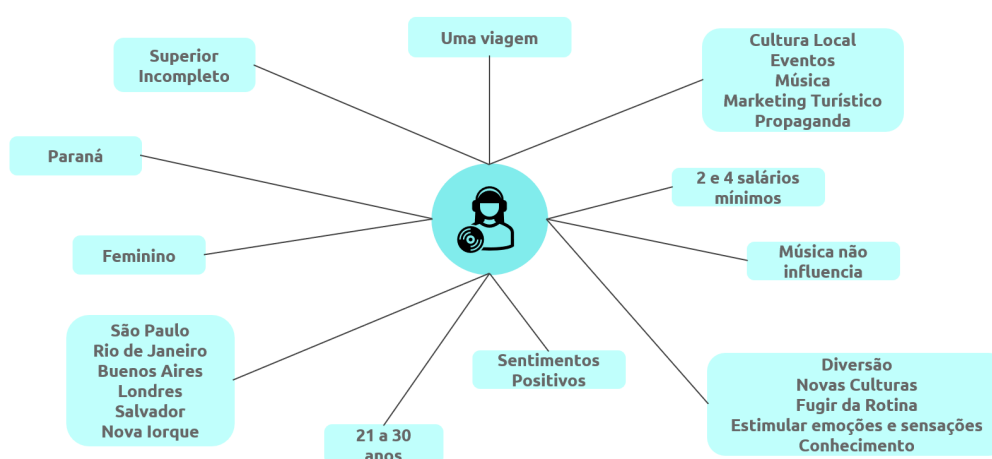 Uma viagem
Superior
Incompleto
Cultura Local
Eventos
Música
Marketing Turístico
Propaganda
Paraná
2 e 4 salários
mínimos
Feminino
Música não
influencia
São Paulo
Rio de Janeiro
Buenos Aires
Londres
Salvador
Nova Iorque
Sentimentos
Positivos
Diversão
Novas Culturas
Fugir da Rotina
Estimular emoções e sensações
Conhecimento
21 a 30
anos